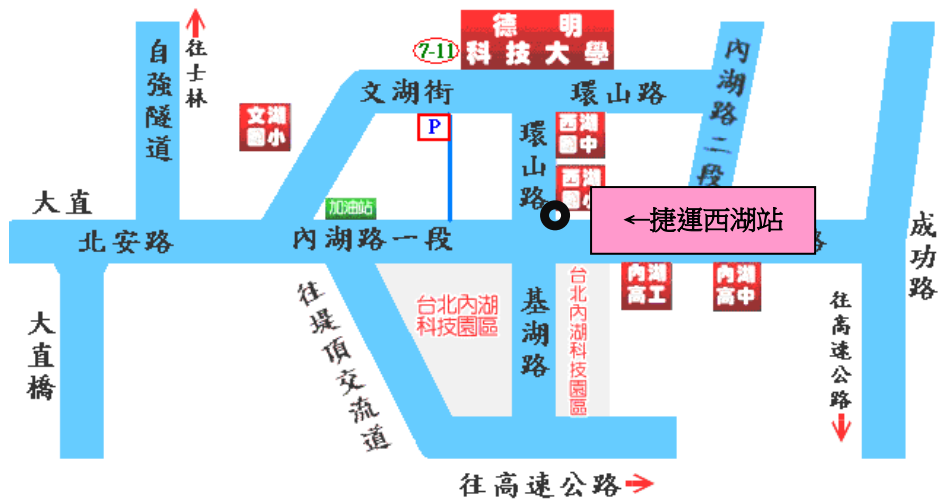 往士林
自強隧道
德明
科技大學
7-11
文湖街
環山路
內湖路二段
文湖
國小
P
環山路
西湖
國中
西湖
國小
大直
加油站
←捷運西湖站
北安路
內湖路一段
路
成功路
大直橋
往堤頂交流道
台北內湖
科技園區
基湖路
台北內湖科技園區
內湖
高工
內湖
高中
往高速公路
往高速公路